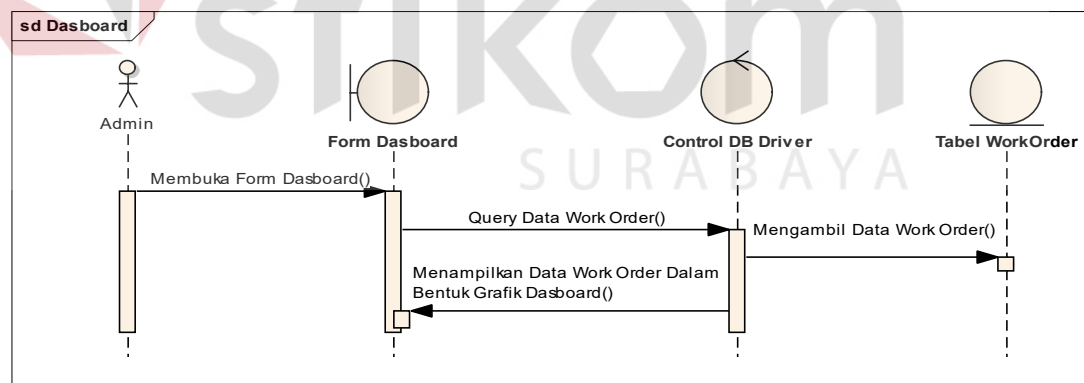 sd Dasboard
stikom
SURABAYA
Admin
Form Dasboard
Control DB Driver
Tabel WorkOrder
Membuka Form Dasboard()
Query Data Work Order()
Mengambil Data Work Order()
Menampilkan Data Work Order Dalam
Bentuk Grafik Dasboard()